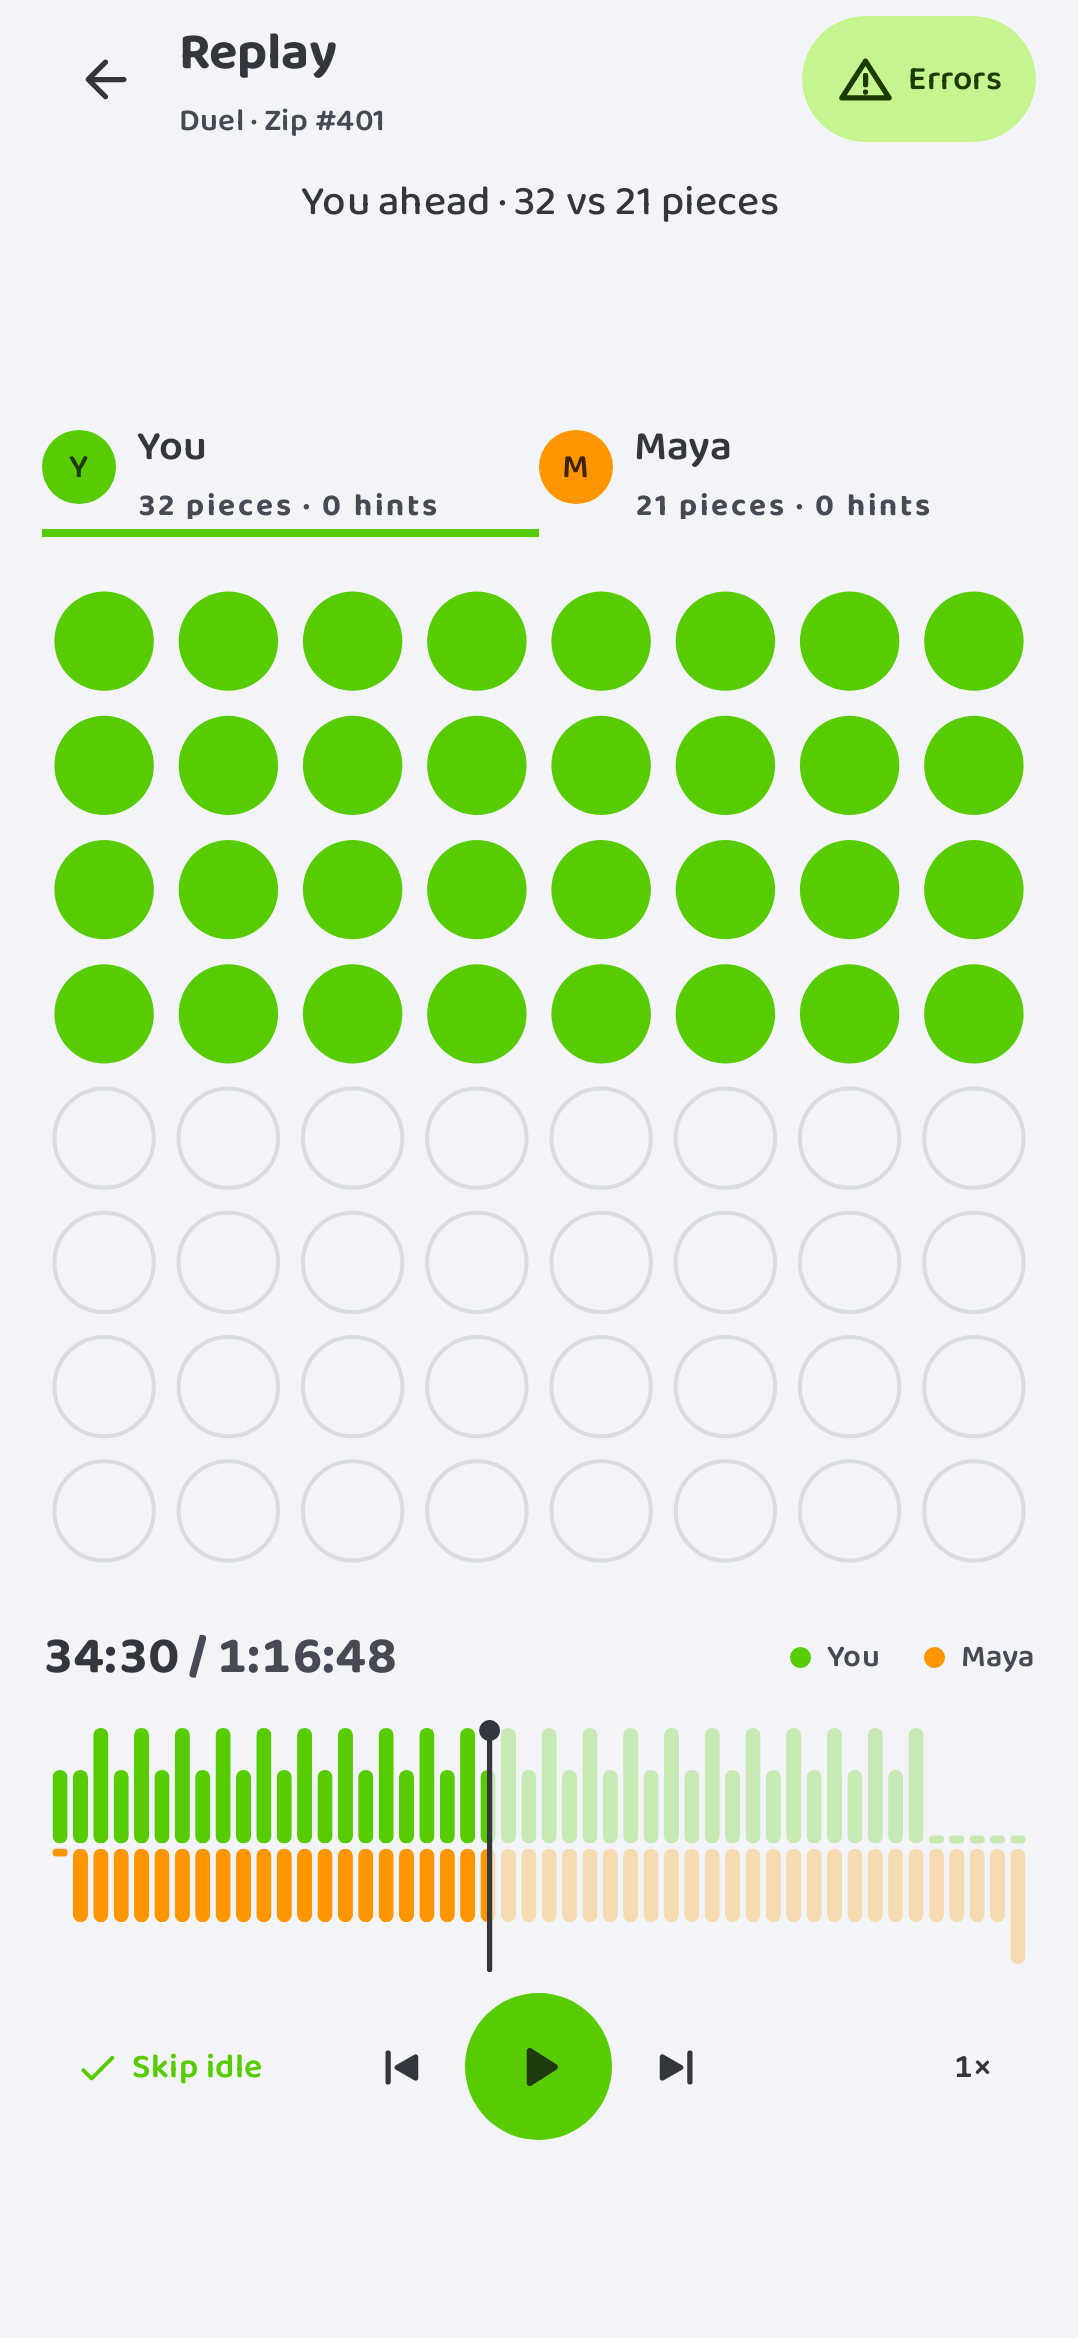 Replay
Duel · Zip #401
Errors
You ahead · 32 vs 21 pieces
Y
You
32 pieces · 0 hints
M
Maya
21 pieces · 0 hints
34:30 / 1:16:48
You
Maya
Skip idle
1×